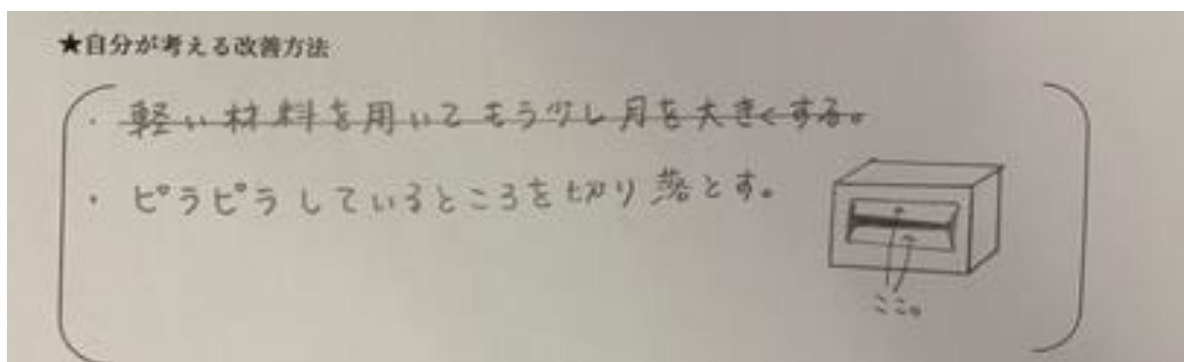 ★自分が考える改善方法
・軽い材料を用いてもう少し月を大きくする。
・ピラピラしているところを切り落とす。
ここ。